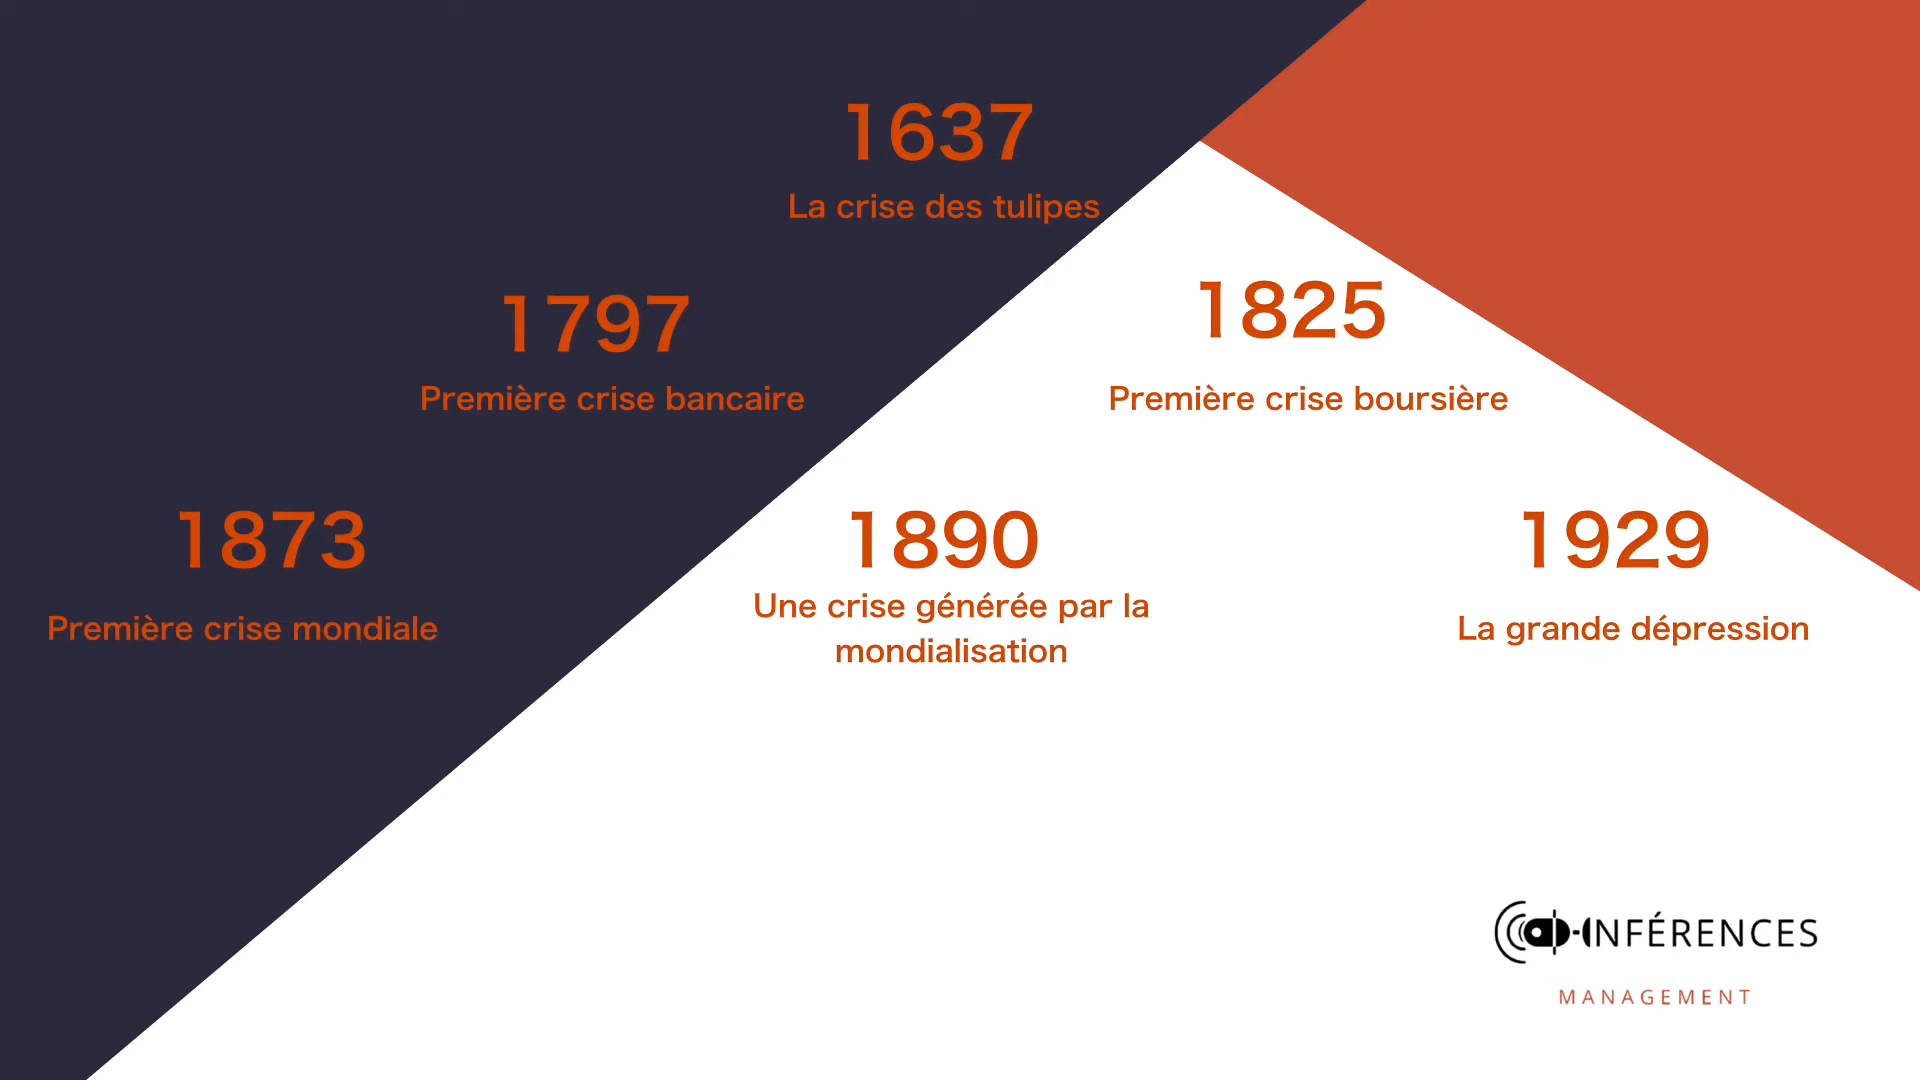 1637
La crise des tulipes
1797
Première crise bancaire
1825
Première crise boursière
1873
Première crise mondiale
1890
Une crise générée par la
mondialisation
1929
La grande dépression
INFÉRENCES
MANAGEMENT